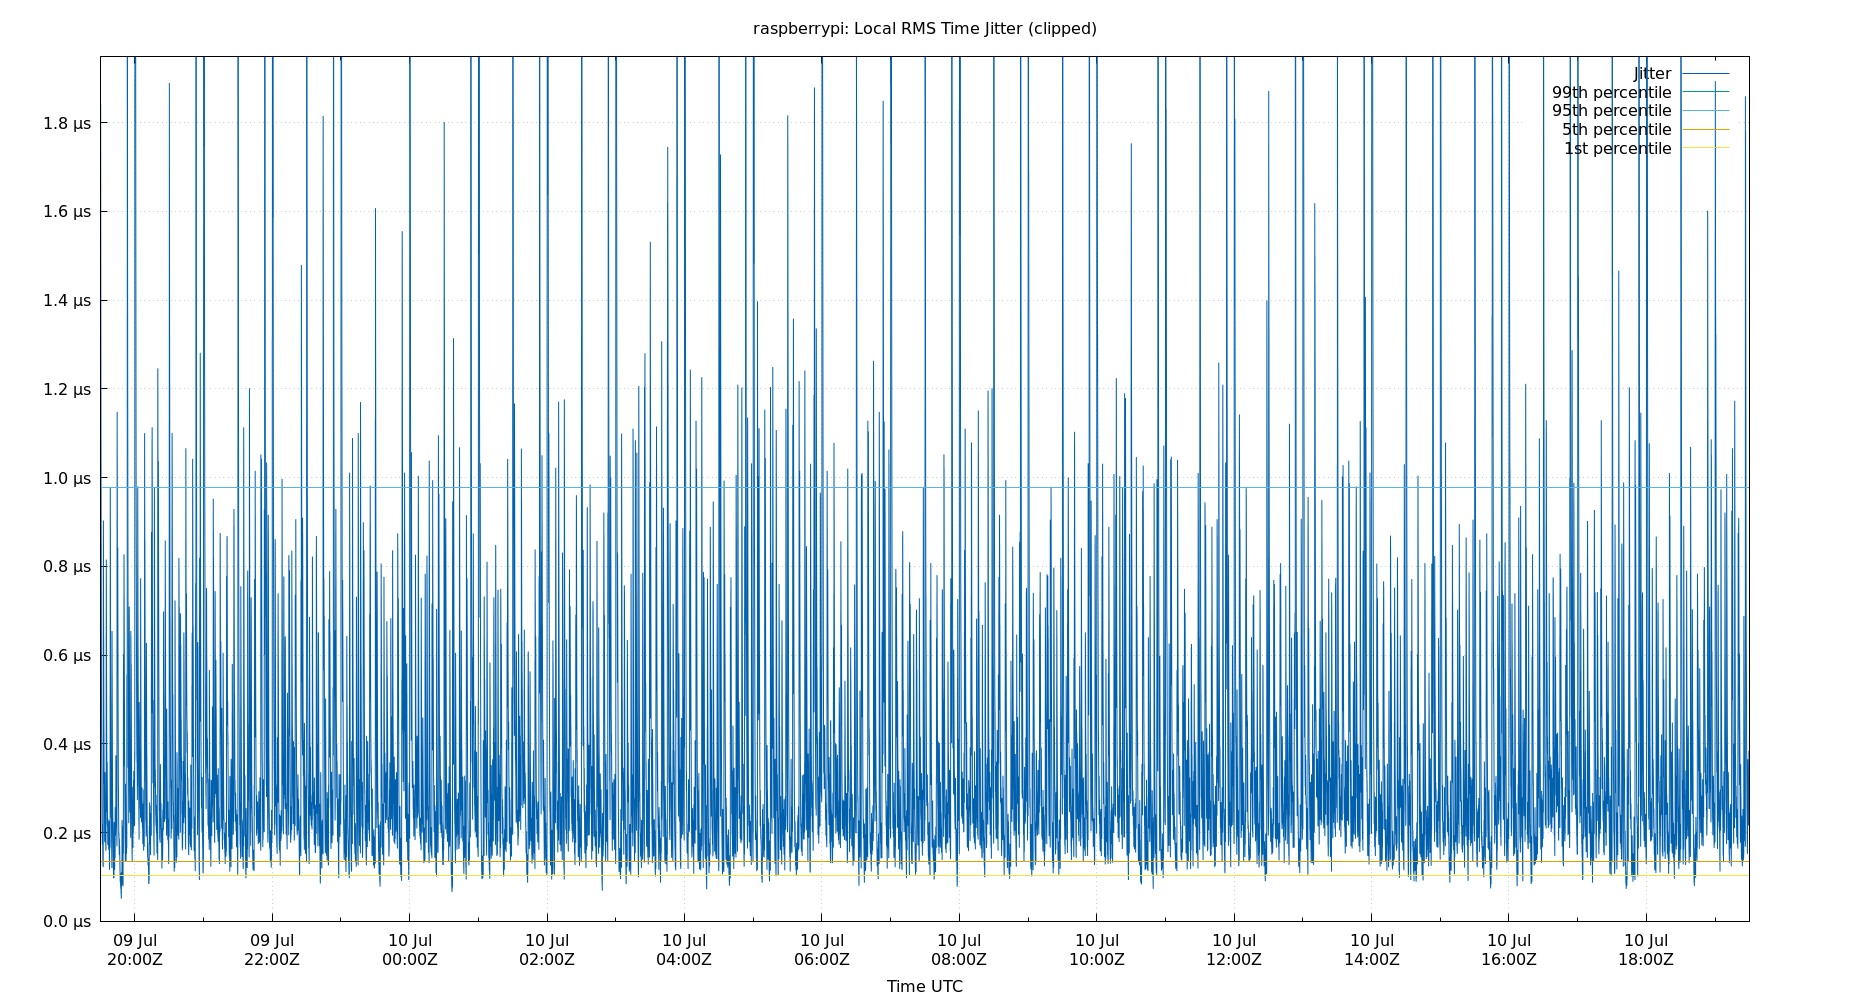 raspberrypi: Local RMS Time Jitter (clipped)
Jitter
99th percentile
95th percentile
5th percentile
1st percentile
1.8 µs
1.6 µs
1.4 µs
1.2 µs
1.0 µs
0.8 µs
0.6 µs
0.4 µs
0.2 µs
0.0 µs
09 Jul 09 Jul 10 Jul 10 Jul 10 Jul 10 Jul 10 Jul 10 Jul 10 Jul 10 Jul 10 Jul 10 Jul
20:00Z 22:00Z 00:00Z 02:00Z 04:00Z 06:00Z 08:00Z 10:00Z 12:00Z 14:00Z 16:00Z 18:00Z
Time UTC